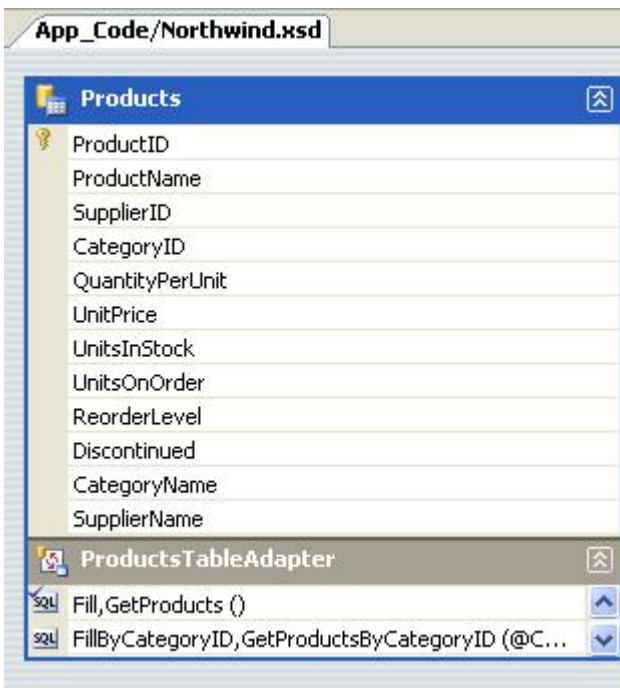 App_Code/Northwind.xsd
Products
ProductID
ProductName
SupplierID
CategoryID
QuantityPerUnit
UnitPrice
UnitsInStock
UnitsOnOrder
ReorderLevel
Discontinued
CategoryName
SupplierName
ProductsTableAdapter
SQL Fill,GetProducts ()
SQL FillByCategoryID,GetProductsByCategoryID (@C...